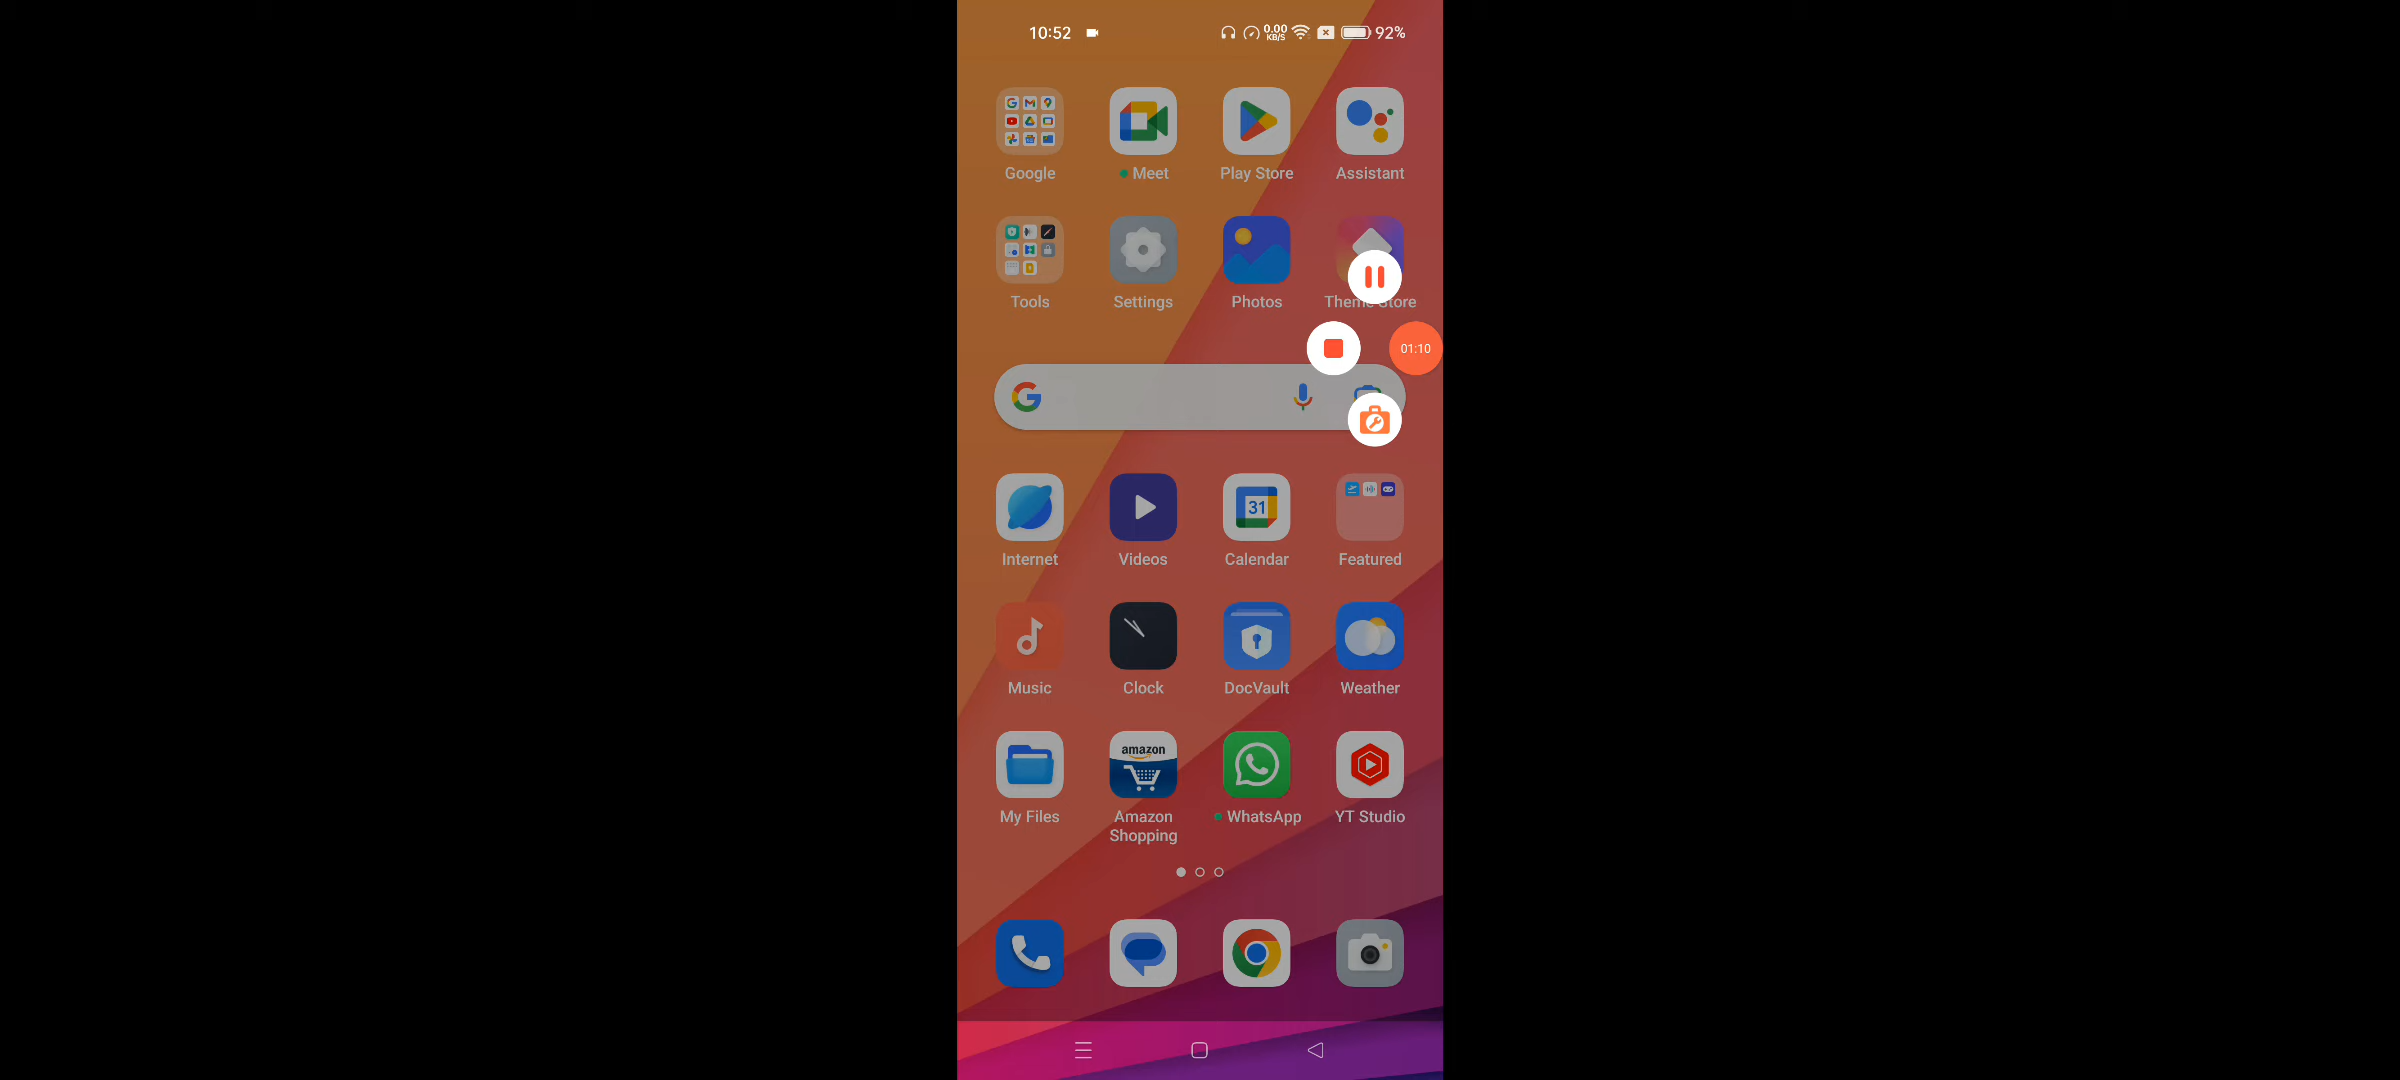 10:52 0.00 KB/S 92%
Google Meet Play Store Assistant
Tools Settings Photos Theme Store
01:10
31
Internet Videos Calendar Featured
Music Clock DocVault Weather
amazon
My Files Amazon Shopping WhatsApp YT Studio